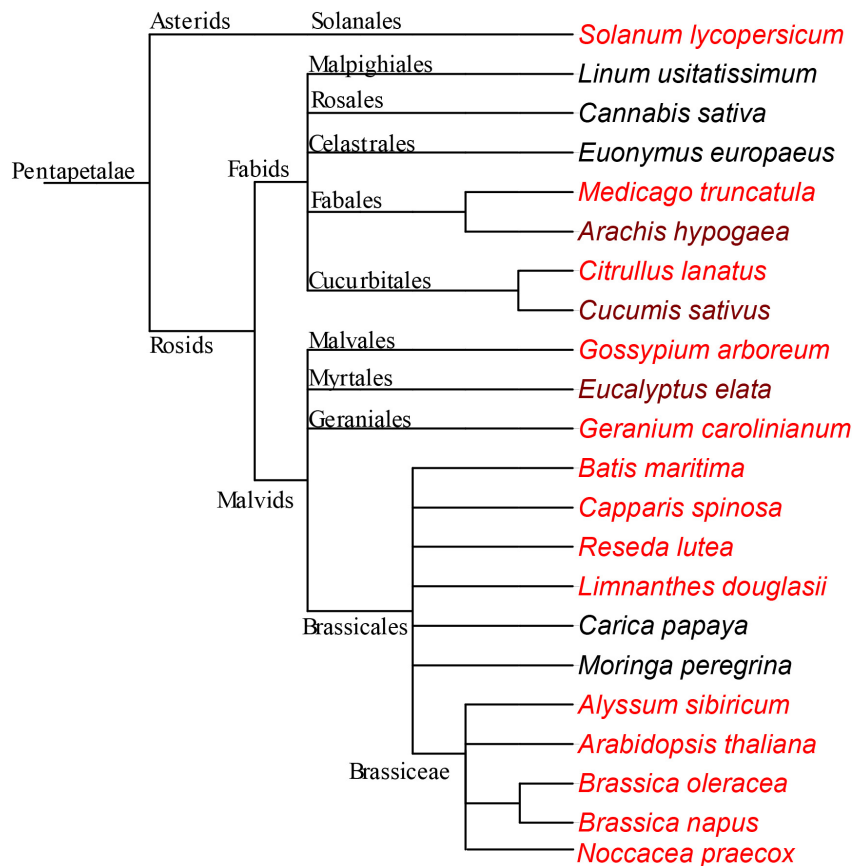 Asterids Solanales Solanum lycopersicum
Malpighiales Linum usitatissimum
Rosales Cannabis sativa
Celastrales Euonymus europaeus
Pentapetalae Fabids
Fabales Medicago truncatula
Arachis hypogaea
Cucurbitales Citrullus lanatus
Cucumis sativus
Rosids Malvales Gossypium arboreum
Myrtales Eucalyptus elata
Geraniales Geranium carolinianum
Batis maritima
Malvids
Capparis spinosa
Reseda lutea
Limnanthes douglasii
Brassicales Carica papaya
Moringa peregrina
Alyssum sibiricum
Arabidopsis thaliana
Brassiceae
Brassica oleracea
Brassica napus
Noccacea praecox